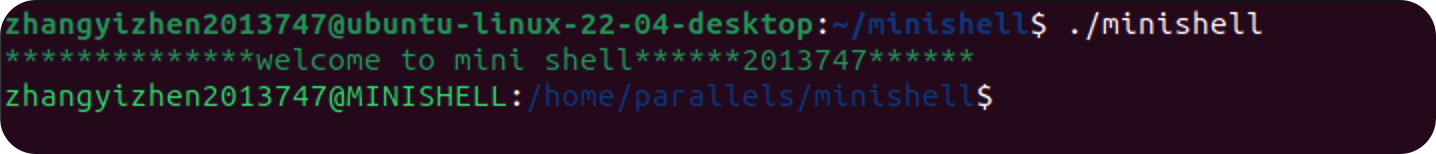 zhangyizhen2013747@ubuntu-linux-22-04-desktop:~/minishell$ ./minishell
**************welcome to mini shell******2013747******
zhangyizhen2013747@MINISHELL:/home/parallels/minishell$